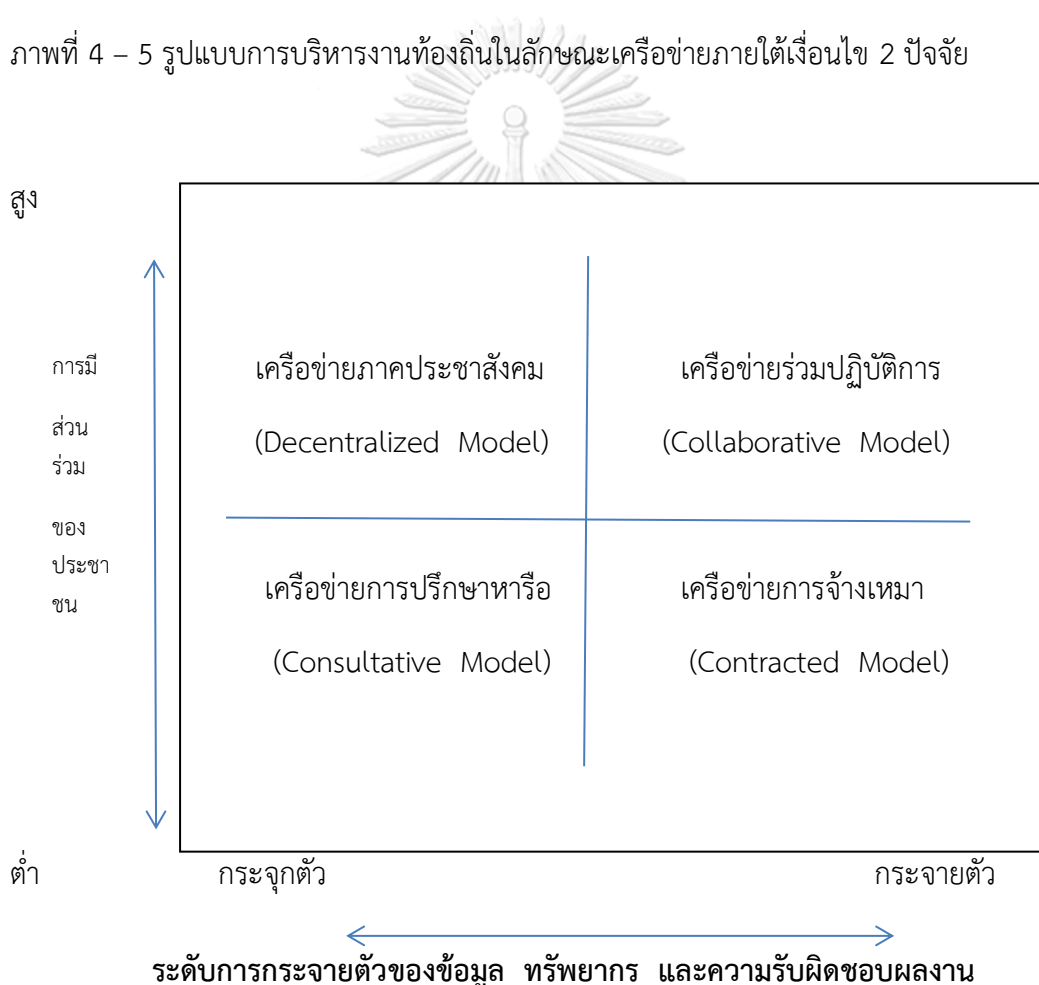 ภาพที่ 4 – 5 รูปแบบการบริหารงานท้องถิ่นในลักษณะเครือข่ายภายใต้เงื่อนไข 2 ปัจจัย
สูง
การมี
ส่วน
ร่วม
ของ
ประชา
ชน
เครือข่ายภาคประชาสังคม
(Decentralized Model)
เครือข่ายร่วมปฏิบัติการ
(Collaborative Model)
เครือข่ายการปรึกษาหารือ
(Consultative Model)
เครือข่ายการจ้างเหมา
(Contracted Model)
ต่ำ
กระจุกตัว
กระจายตัว
ระดับการกระจายตัวของข้อมูล ทรัพยากร และความรับผิดชอบผลงาน